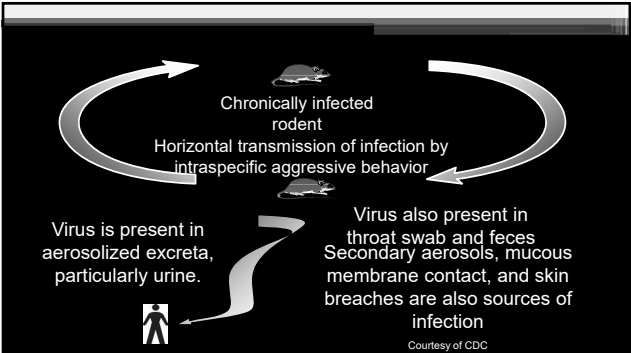 Chronically infected
rodent
Horizontal transmission of infection by
intraspecific aggressive behavior
Virus is present in
aerosolized excreta,
particularly urine.
Virus also present in
throat swab and feces
Secondary aerosols, mucous
membrane contact, and skin
breaches are also sources of
infection
Courtesy of CDC